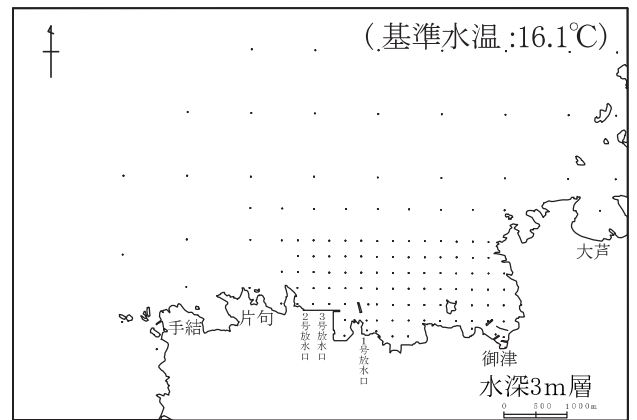 (基準水温:16.1℃)
大芦
手結
片句
2号放水口
3号放水口
1号放水口
御津
水深3m層
0 500 1000m